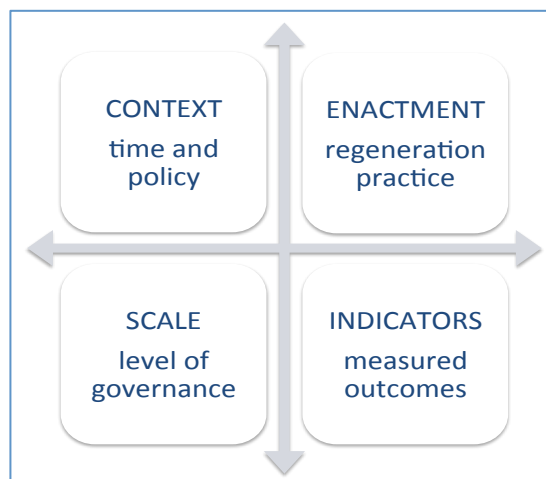 CONTEXT
time and
policy
ENACTMENT
regeneration
practice
SCALE
level of
governance
INDICATORS
measured
outcomes